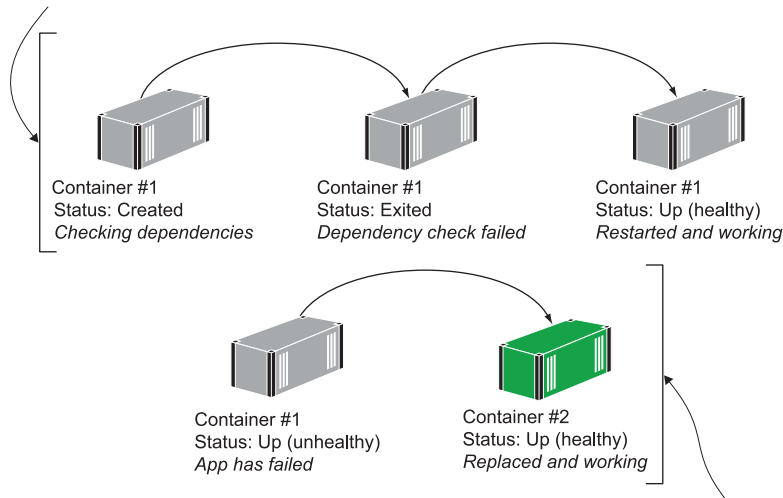 Container #1
Status: Created
Checking dependencies
Container #1
Status: Exited
Dependency check failed
Container #1
Status: Up (healthy)
Restarted and working
Container #1
Status: Up (unhealthy)
App has failed
Container #2
Status: Up (healthy)
Replaced and working